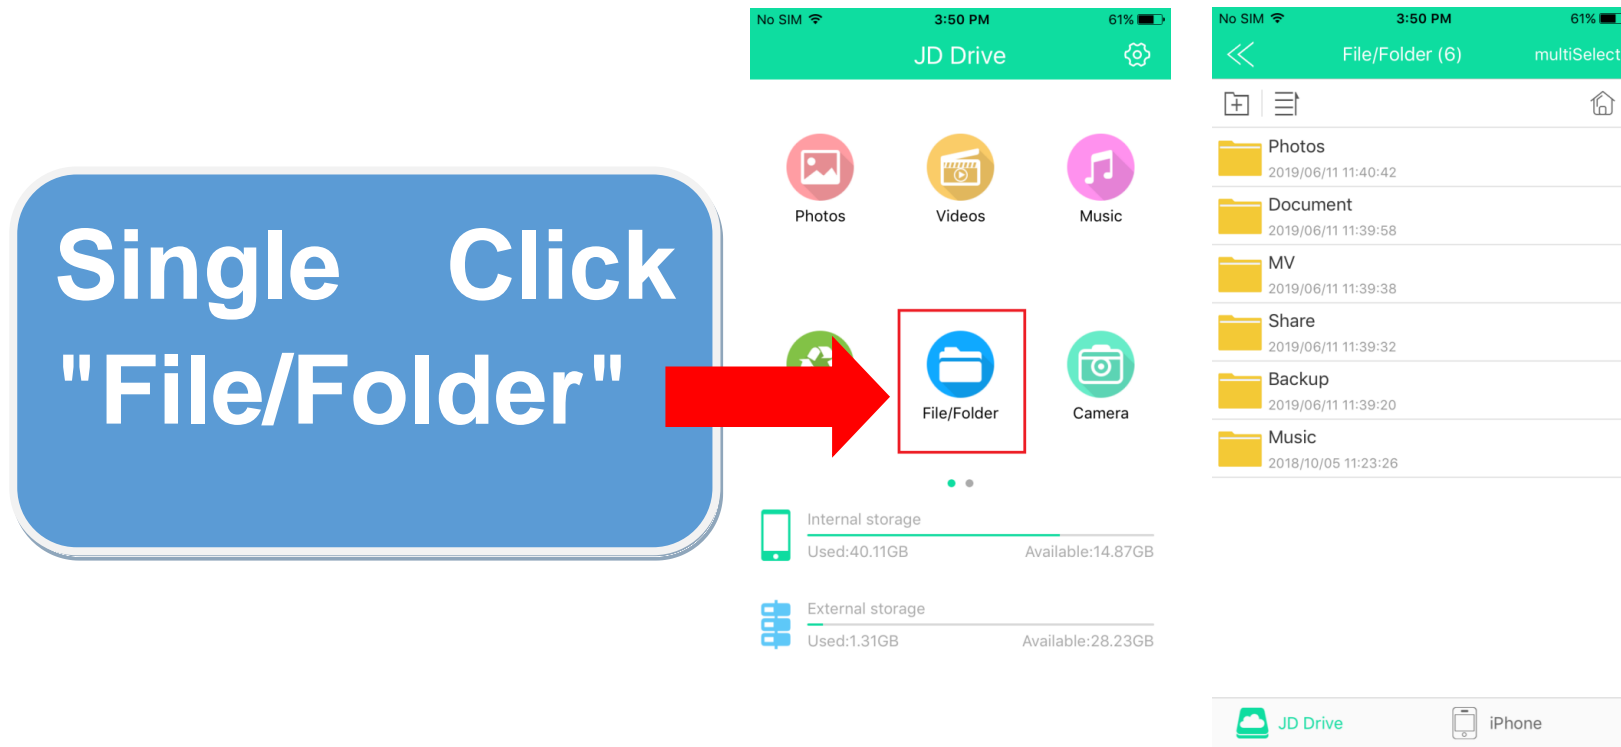 Single Click
"File/Folder"
No SIM 3:50 PM 61%
JD Drive
Photos Videos Music
File/Folder Camera
Internal storage
Used:40.11GB Available:14.87GB
External storage
Used:1.31GB Available:28.23GB
No SIM 3:50 PM 61%
File/Folder (6) multiSelect
Photos
2019/06/11 11:40:42
Document
2019/06/11 11:39:58
MV
2019/06/11 11:39:38
Share
2019/06/11 11:39:32
Backup
2019/06/11 11:39:20
Music
2018/10/05 11:23:26
JD Drive iPhone